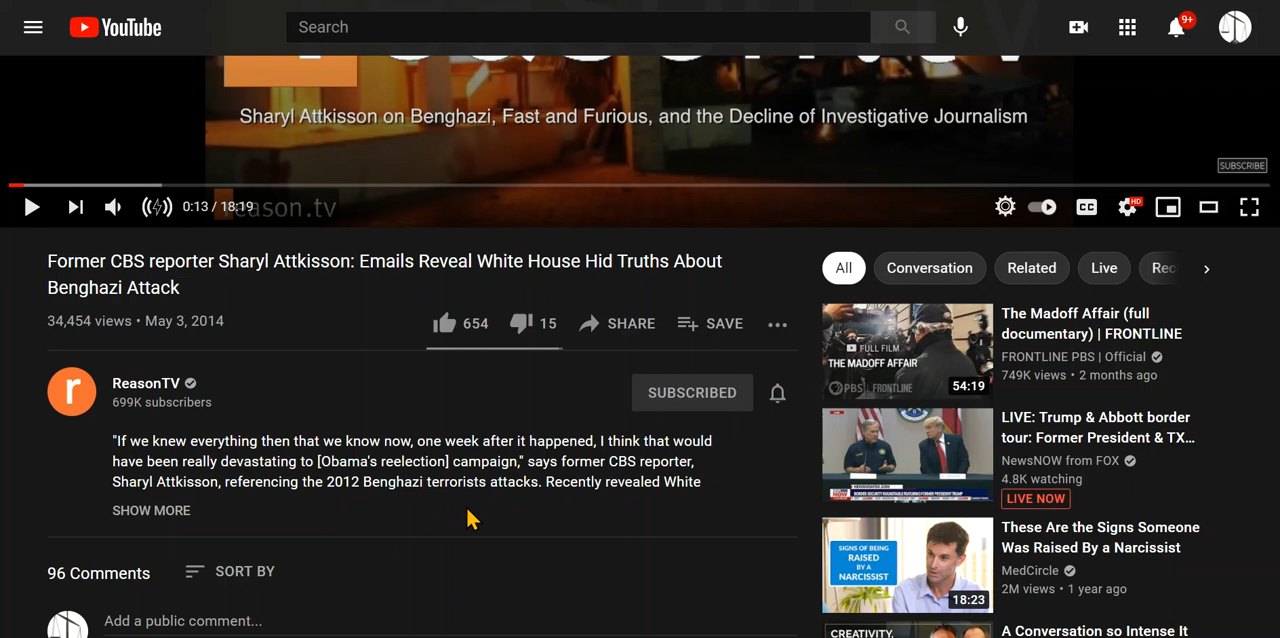 YouTube
Search
9+
Sharyl Attkisson on Benghazi, Fast and Furious, and the Decline of Investigative Journalism
SUBSCRIBE
0:13 / 18:19
reason.tv
CC
HD
Former CBS reporter Sharyl Attkisson: Emails Reveal White House Hid Truths About
Benghazi Attack
34,454 views • May 3, 2014
654
15
SHARE
SAVE
r
ReasonTV
699K subscribers
SUBSCRIBED
"If we knew everything then that we know now, one week after it happened, I think that would
have been really devastating to [Obama's reelection] campaign," says former CBS reporter,
Sharyl Attkisson, referencing the 2012 Benghazi terrorists attacks. Recently revealed White
SHOW MORE
96 Comments
SORT BY
Add a public comment...
All
Conversation
Related
Live
Rec
FULL FILM
THE MADOFF AFFAIR
PBS FRONTLINE
54:19
The Madoff Affair (full
documentary) | FRONTLINE
FRONTLINE PBS | Official
749K views • 2 months ago
LIVE: Trump & Abbott border
tour: Former President & TX...
NewsNOW from FOX
4.8K watching
LIVE NOW
SIGNS OF BEING
RAISED
BY A
NARCISSIST
18:23
These Are the Signs Someone
Was Raised By a Narcissist
MedCircle
2M views • 1 year ago
CREATIVITY,
A Conversation so Intense It